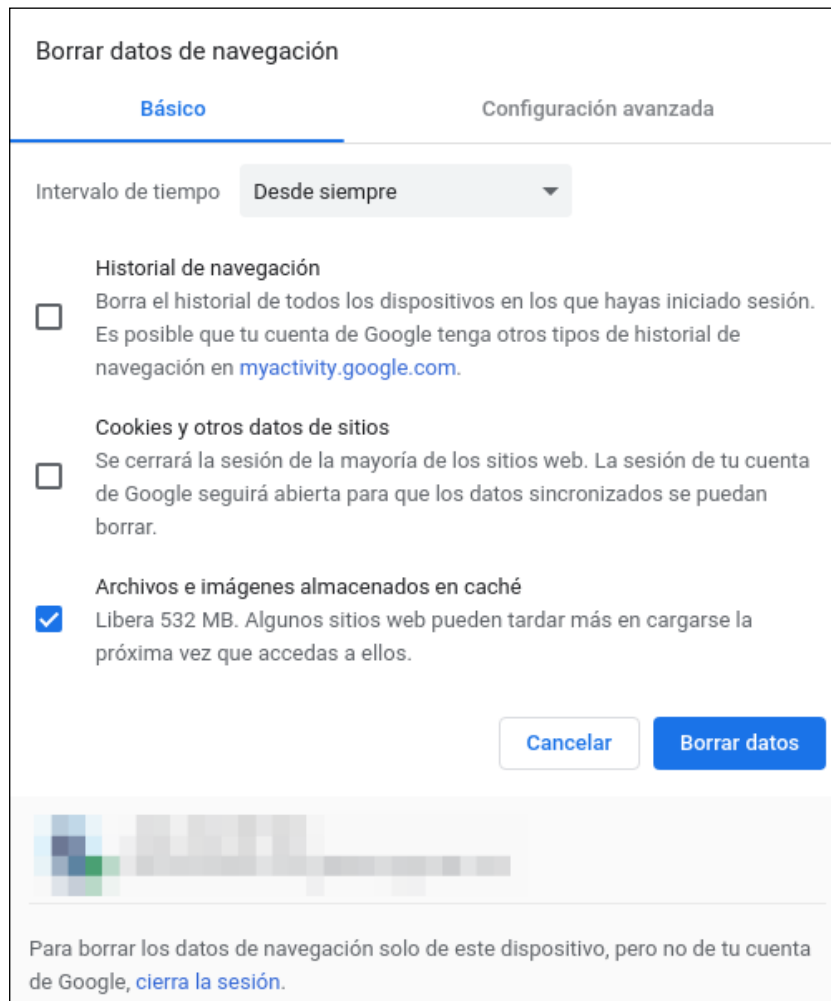 Borrar datos de navegación
Básico
Configuración avanzada
Intervalo de tiempo
Desde siempre
Historial de navegación
Borra el historial de todos los dispositivos en los que hayas iniciado sesión.
Es posible que tu cuenta de Google tenga otros tipos de historial de
navegación en myactivity.google.com.
Cookies y otros datos de sitios
Se cerrará la sesión de la mayoría de los sitios web. La sesión de tu cuenta
de Google seguirá abierta para que los datos sincronizados se puedan
borrar.
Archivos e imágenes almacenados en caché
Libera 532 MB. Algunos sitios web pueden tardar más en cargarse la
próxima vez que accedas a ellos.
Cancelar
Borrar datos
Para borrar los datos de navegación solo de este dispositivo, pero no de tu cuenta
de Google, cierra la sesión.